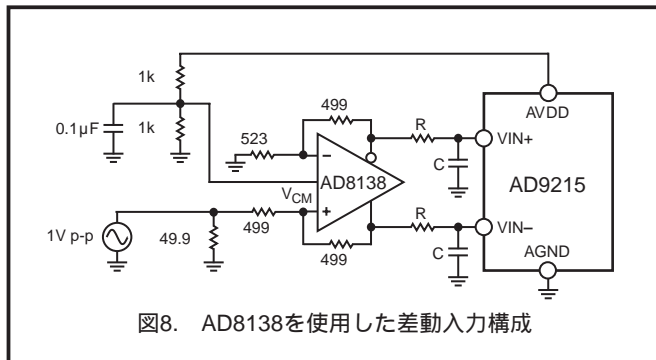 1k
0.1µF
1k
499
523
R
AVDD
VIN+
C
AD8138
AD9215
VCM
1V p-p
49.9
499
499
R
VIN–
C
AGND
図8. AD8138を使用した差動入力構成